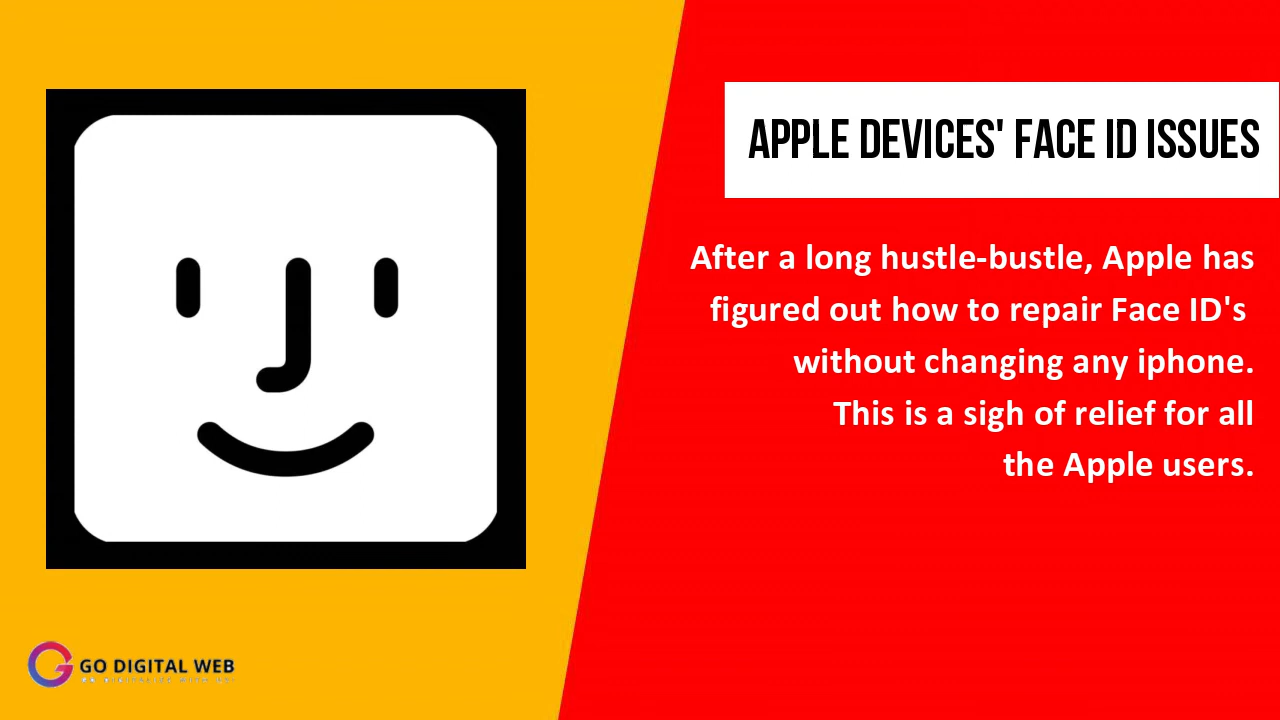 APPLE DEVICES' FACE ID ISSUES
After a long hustle-bustle, Apple has
figured out how to repair Face ID's
without changing any iphone.
This is a sigh of relief for all
the Apple users.
GO DIGITAL WEB